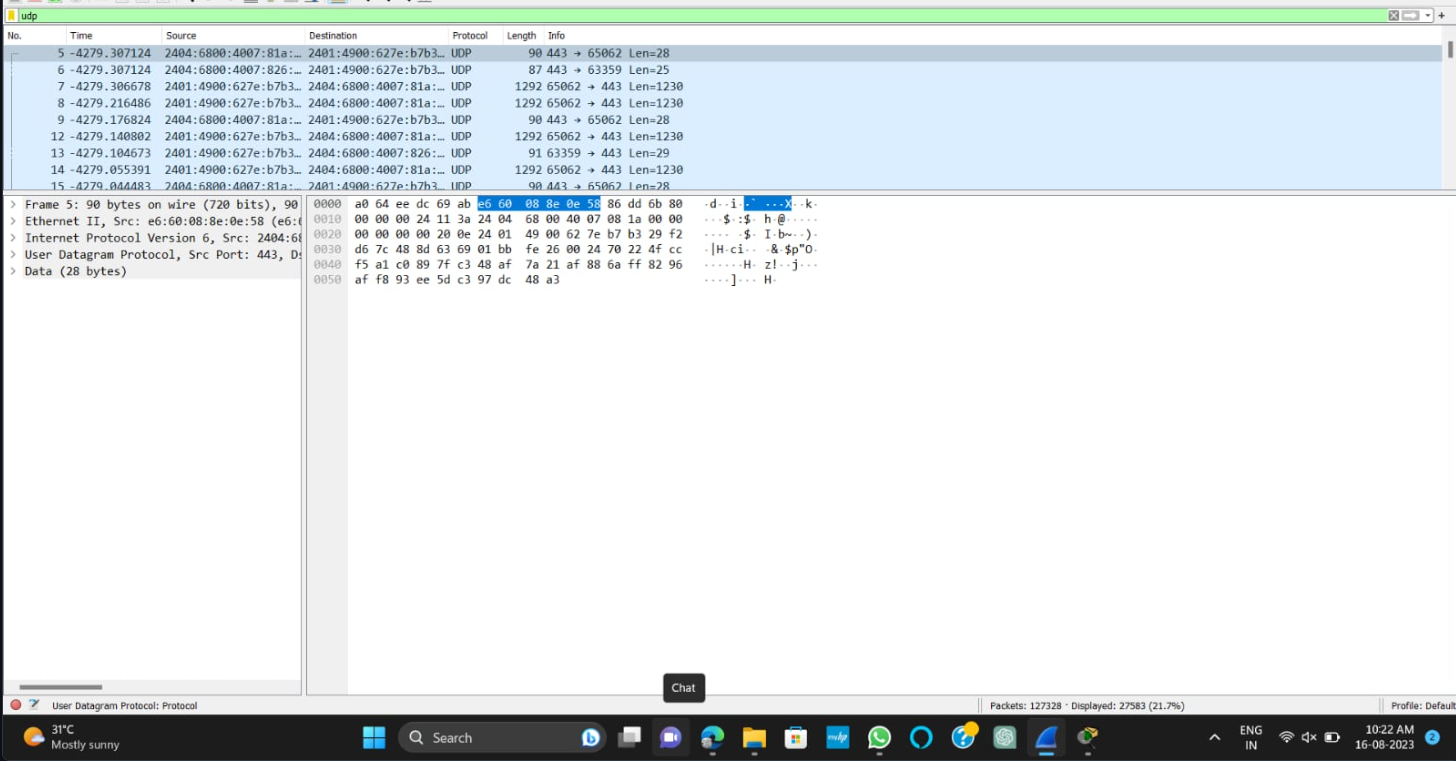 udp
No. Time Source Destination Protocol Length Info
5 -4279.307124 2404:6800:4007:81a:… 2401:4900:627e:b7b3… UDP 90 443 → 65062 Len=28
6 -4279.307124 2404:6800:4007:826:… 2401:4900:627e:b7b3… UDP 87 443 → 63359 Len=25
7 -4279.306678 2401:4900:627e:b7b3… 2404:6800:4007:81a:… UDP 1292 65062 → 443 Len=1230
8 -4279.216486 2401:4900:627e:b7b3… 2404:6800:4007:81a:… UDP 1292 65062 → 443 Len=1230
9 -4279.176824 2404:6800:4007:81a:… 2401:4900:627e:b7b3… UDP 90 443 → 65062 Len=28
12 -4279.140802 2401:4900:627e:b7b3… 2404:6800:4007:81a:… UDP 1292 65062 → 443 Len=1230
13 -4279.104673 2401:4900:627e:b7b3… 2404:6800:4007:826:… UDP 91 63359 → 443 Len=29
14 -4279.055391 2401:4900:627e:b7b3… 2404:6800:4007:81a:… UDP 1292 65062 → 443 Len=1230
15 -4279.044483 2404:6800:4007:81a:… 2401:4900:627e:b7b3… UDP 90 443 → 65062 Len=28
Frame 5: 90 bytes on wire (720 bits), 90
Ethernet II, Src: e6:60:08:8e:0e:58 (e6:6
Internet Protocol Version 6, Src: 2404:68
User Datagram Protocol, Src Port: 443, Ds
Data (28 bytes)
0000 a0 64 ee dc 69 ab e6 60 08 8e 0e 58 86 dd 6b 80 ·d··i··` ···X··k·
0010 00 00 00 24 11 3a 24 04 68 00 40 07 08 1a 00 00 ···$·:$· h·@·····
0020 00 00 00 00 20 0e 24 01 49 00 62 7e b7 b3 29 f2 ···· ·$· I·b~··)·
0030 d6 7c 48 8d 63 69 01 bb fe 26 00 24 70 22 4f cc ·|H·ci·· ·&·$p"O·
0040 f5 a1 c0 89 7f c3 48 af 7a 21 af 88 6a ff 82 96 ······H· z!··j···
0050 af f8 93 ee 5d c3 97 dc 48 a3 ····]··· H·
Chat
User Datagram Protocol: Protocol Packets: 127328 · Displayed: 27583 (21.7%) Profile: Default
31°C
Mostly sunny
Search
myhp
ENG
IN
10:22 AM
16-08-2023
2